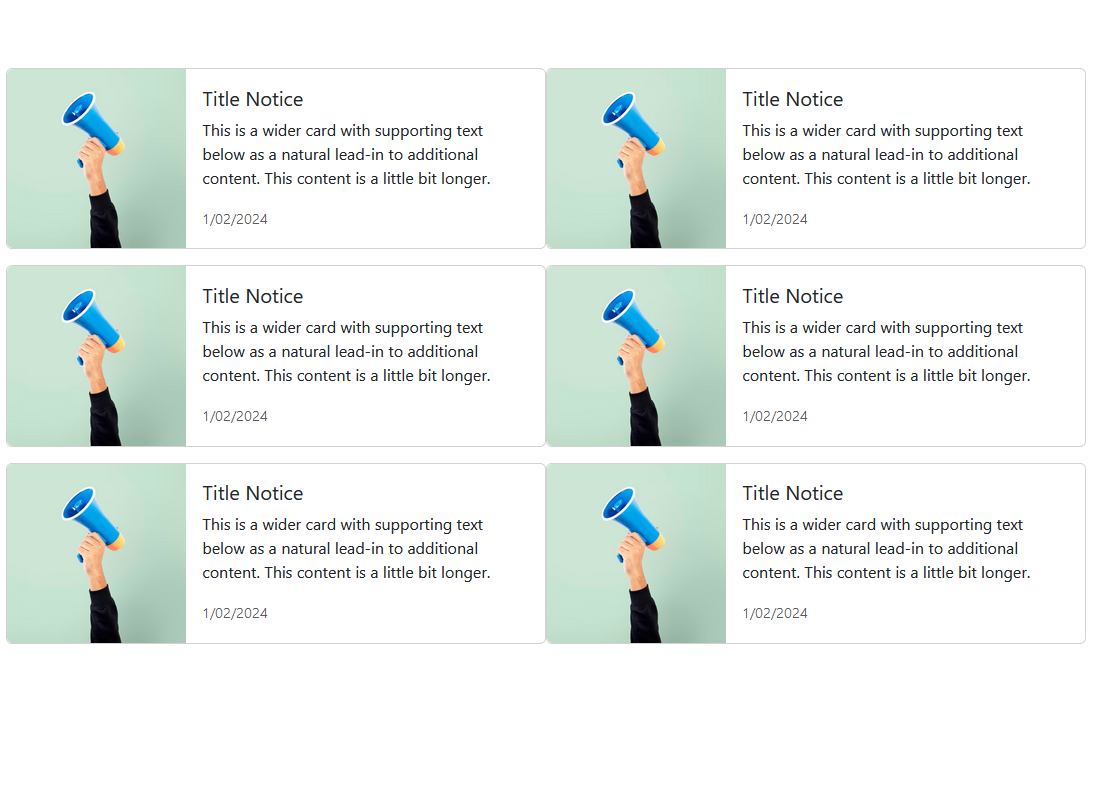 Title Notice
This is a wider card with supporting text
below as a natural lead-in to additional
content. This content is a little bit longer.
1/02/2024
Title Notice
This is a wider card with supporting text
below as a natural lead-in to additional
content. This content is a little bit longer.
1/02/2024
Title Notice
This is a wider card with supporting text
below as a natural lead-in to additional
content. This content is a little bit longer.
1/02/2024
Title Notice
This is a wider card with supporting text
below as a natural lead-in to additional
content. This content is a little bit longer.
1/02/2024
Title Notice
This is a wider card with supporting text
below as a natural lead-in to additional
content. This content is a little bit longer.
1/02/2024
Title Notice
This is a wider card with supporting text
below as a natural lead-in to additional
content. This content is a little bit longer.
1/02/2024